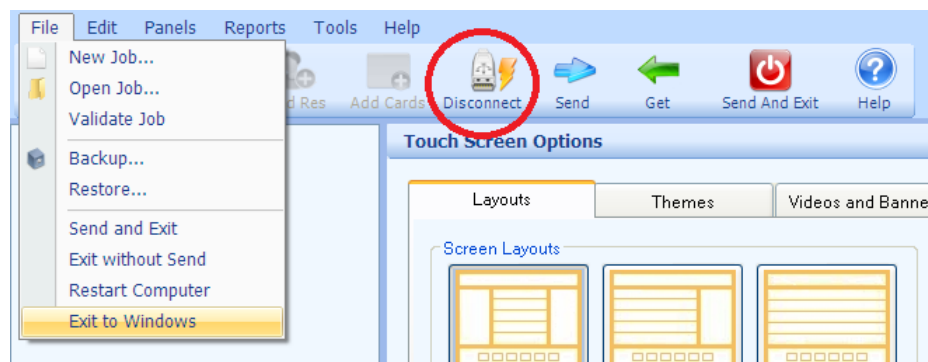 File Edit Panels Reports Tools Help
New Job...
Open Job...
Validate Job
Backup...
Restore...
Send and Exit
Exit without Send
Restart Computer
Exit to Windows
Res Add Cards Disconnect Send Get Send And Exit Help
Touch Screen Options
Layouts Themes Videos and
Screen Layouts